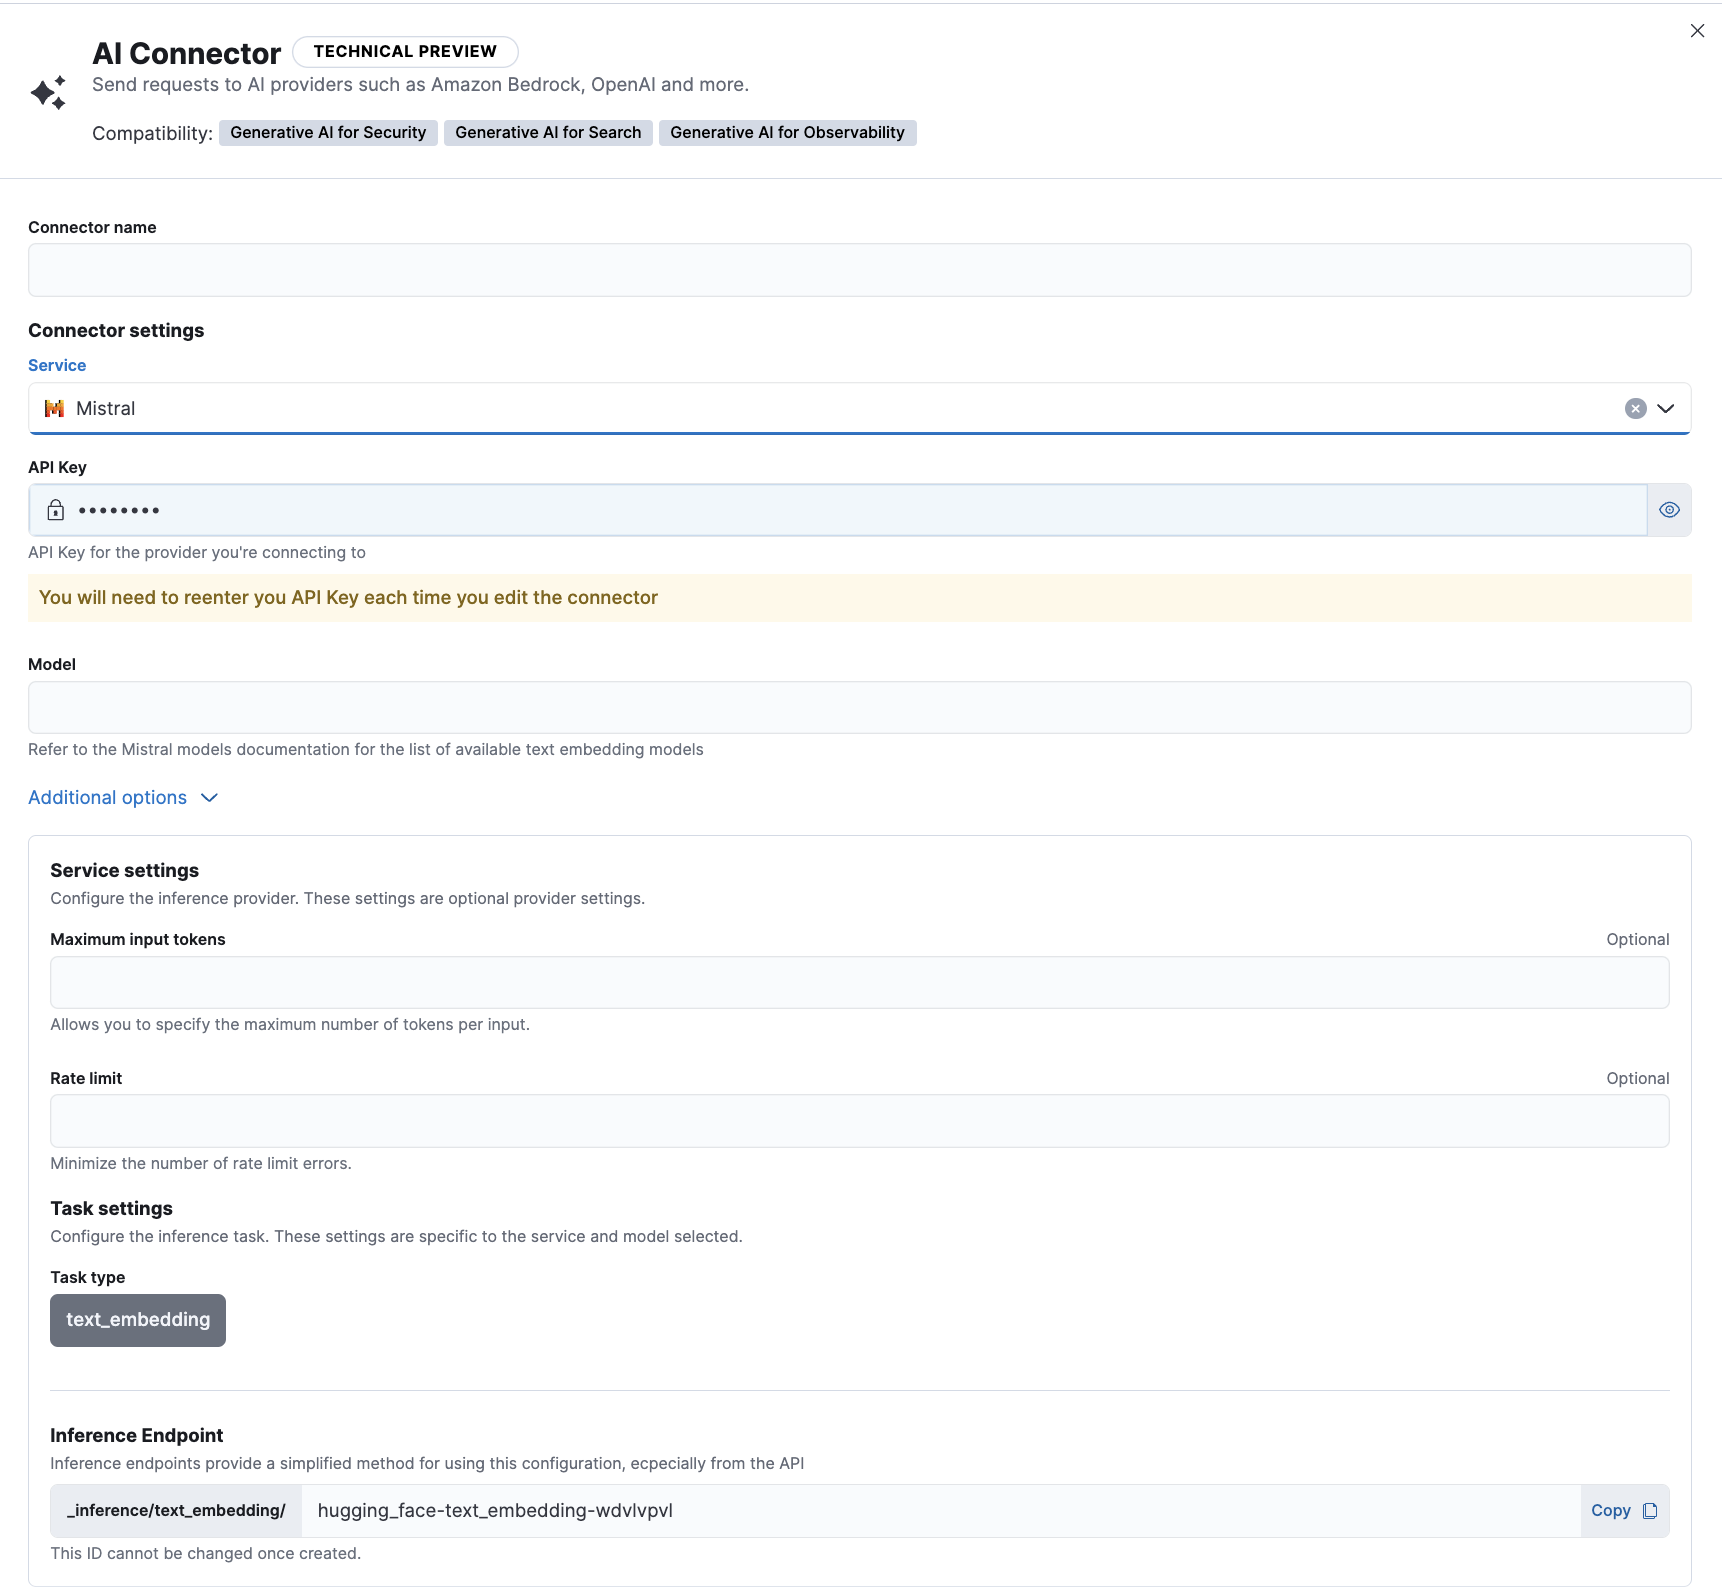 AI Connector TECHNICAL PREVIEW
Send requests to AI providers such as Amazon Bedrock, OpenAI and more.
Compatibility: Generative AI for Security Generative AI for Search Generative AI for Observability
Connector name
Connector settings
Service
Mistral
API Key
••••••••
API Key for the provider you're connecting to
You will need to reenter you API Key each time you edit the connector
Model
Refer to the Mistral models documentation for the list of available text embedding models
Additional options
Service settings
Configure the inference provider. These settings are optional provider settings.
Maximum input tokens Optional
Allows you to specify the maximum number of tokens per input.
Rate limit Optional
Minimize the number of rate limit errors.
Task settings
Configure the inference task. These settings are specific to the service and model selected.
Task type
text_embedding
Inference Endpoint
Inference endpoints provide a simplified method for using this configuration, ecpecially from the API
_inference/text_embedding/ hugging_face-text_embedding-wdvlvpvl Copy
This ID cannot be changed once created.